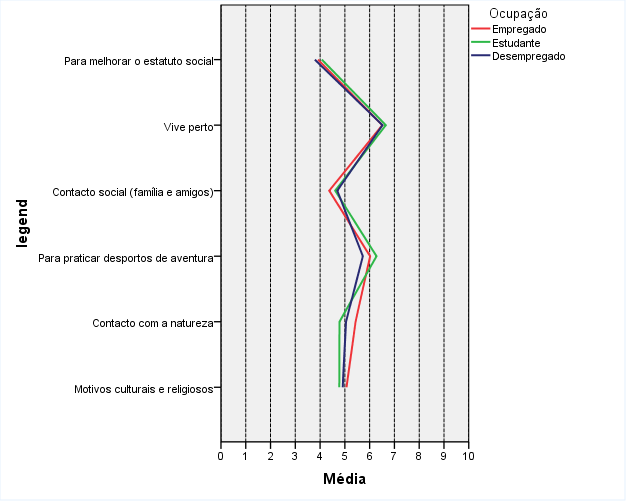 Ocupação
Empregado
Estudante
Desempregado
Para melhorar o estatuto social
Vive perto
Contacto social (família e amigos)
Para praticar desportos de aventura
Contacto com a natureza
Motivos culturais e religiosos
legend
0 1 2 3 4 5 6 7 8 9 10
Média